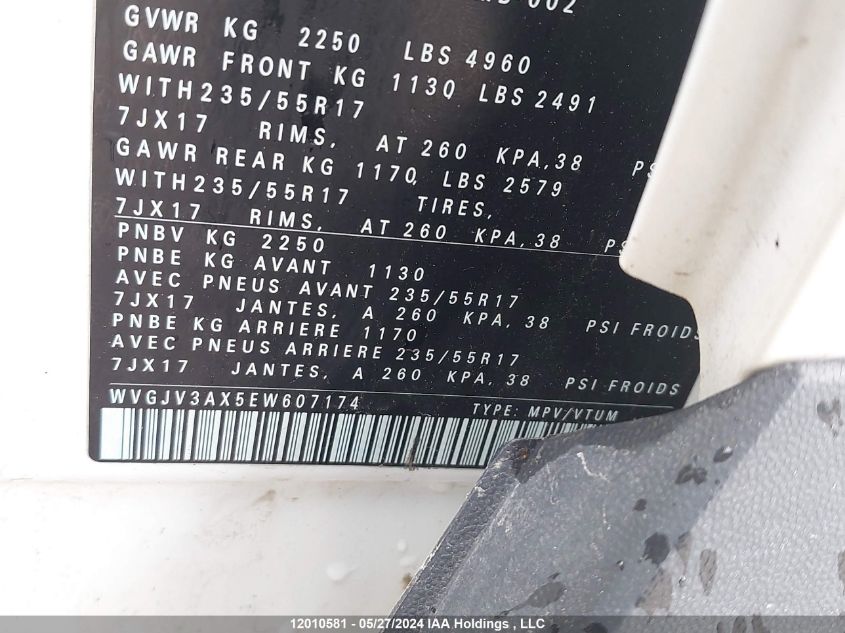 002
GVWR KG 2250 LBS 4960
GAWR FRONT KG 1130 LBS 2491
WITH235/55R17
7JX17 RIMS, AT 260 KPA,38 PS
GAWR REAR KG 1170, LBS 2579
WITH235/55R17 TIRES,
7JX17 RIMS, AT 260 KPA,38 PS
PNBV KG 2250
PNBE KG AVANT 1130
AVEC PNEUS AVANT 235/55R17
7JX17 JANTES, A 260 KPA, 38 PSI FROIDS
PNBE KG ARRIERE 1170
AVEC PNEUS ARRIERE 235/55R17
7JX17 JANTES, A 260 KPA, 38 PSI FROIDS
WVGJV3AX5EW607174 TYPE: MPV/VTUM
12010581 - 05/27/2024 IAA Holdings , LLC